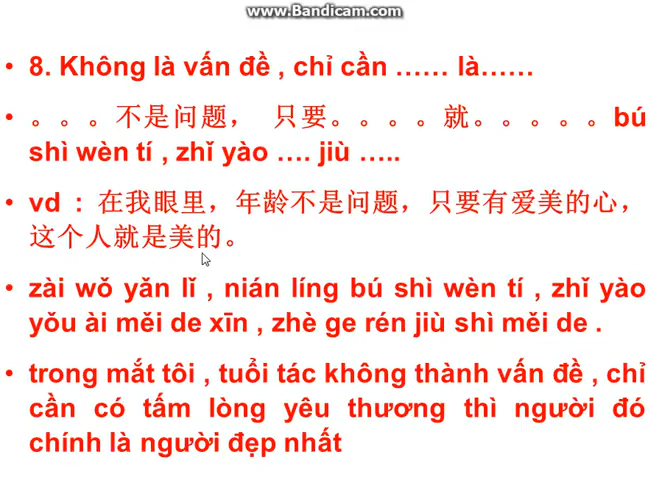 www.Bandicam.com
• 8. Không là vấn đề , chỉ cần …… là……
• 。。。不是问题， 只要。。。。就。。。。。bú
shì wèn tí , zhǐ yào …. jiù …..
• vd : 在我眼里，年龄不是问题，只要有爱美的心，
这个人就是美的。
• zài wǒ yǎn lǐ , nián líng bú shì wèn tí , zhǐ yào
yǒu ài měi de xīn , zhè ge rén jiù shì měi de .
• trong mắt tôi , tuổi tác không thành vấn đề , chỉ
cần có tấm lòng yêu thương thì người đó
chính là người đẹp nhất